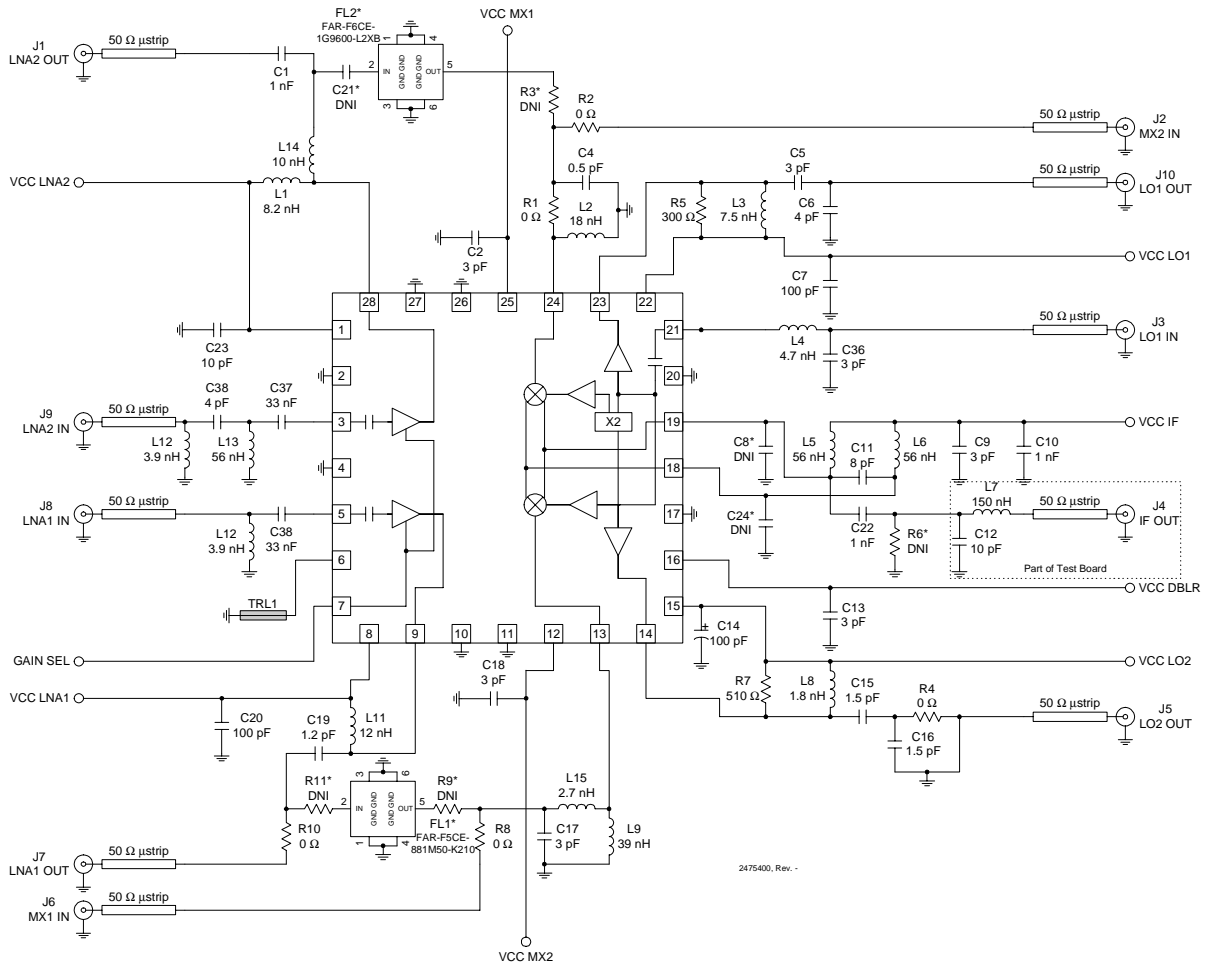 FL2*
FAR-F6CE-
1G9600-L2XB
VCC MX1
J1
LNA2 OUT
50 Ω µstrip
C1
1 nF
C21*
DNI
2
IN
GND GND
GND GND
OUT
5
1
4
3
6
R3*
DNI
R2
0 Ω
50 Ω µstrip
J2
MX2 IN
L14
10 nH
C4
0.5 pF
C5
3 pF
50 Ω µstrip
J10
LO1 OUT
VCC LNA2
L1
8.2 nH
R1
0 Ω
L2
18 nH
R5
300 Ω
L3
7.5 nH
C6
4 pF
C2
3 pF
VCC LO1
C7
100 pF
28
27
26
25
24
23
22
C23
10 pF
1
21
L4
4.7 nH
C36
3 pF
50 Ω µstrip
J3
LO1 IN
2
20
J9
LNA2 IN
50 Ω µstrip
C38
4 pF
C37
33 nF
L12
3.9 nH
L13
56 nH
3
X2
19
VCC IF
C8*
DNI
L5
56 nH
C11
8 pF
L6
56 nH
C9
3 pF
C10
1 nF
4
18
J8
LNA1 IN
50 Ω µstrip
L12
3.9 nH
C38
33 nF
5
17
C24*
DNI
C22
1 nF
R6*
DNI
L7
150 nH
C12
10 pF
50 Ω µstrip
J4
IF OUT
Part of Test Board
6
16
VCC DBLR
C13
3 pF
TRL1
7
15
C14
+
100 pF
8
9
10
11
12
13
14
GAIN SEL
VCC LO2
C18
3 pF
R7
510 Ω
L8
1.8 nH
C15
1.5 pF
R4
0 Ω
C16
1.5 pF
50 Ω µstrip
J5
LO2 OUT
VCC LNA1
C20
100 pF
C19
1.2 pF
L11
12 nH
R11*
DNI
2
IN
GND GND
GND GND
OUT
5
3
6
1
4
R9*
DNI
FL1*
FAR-F5CE-
881M50-K210
R10
0 Ω
R8
0 Ω
L15
2.7 nH
C17
3 pF
L9
39 nH
J7
LNA1 OUT
50 Ω µstrip
J6
MX1 IN
50 Ω µstrip
VCC MX2
2475400, Rev. -